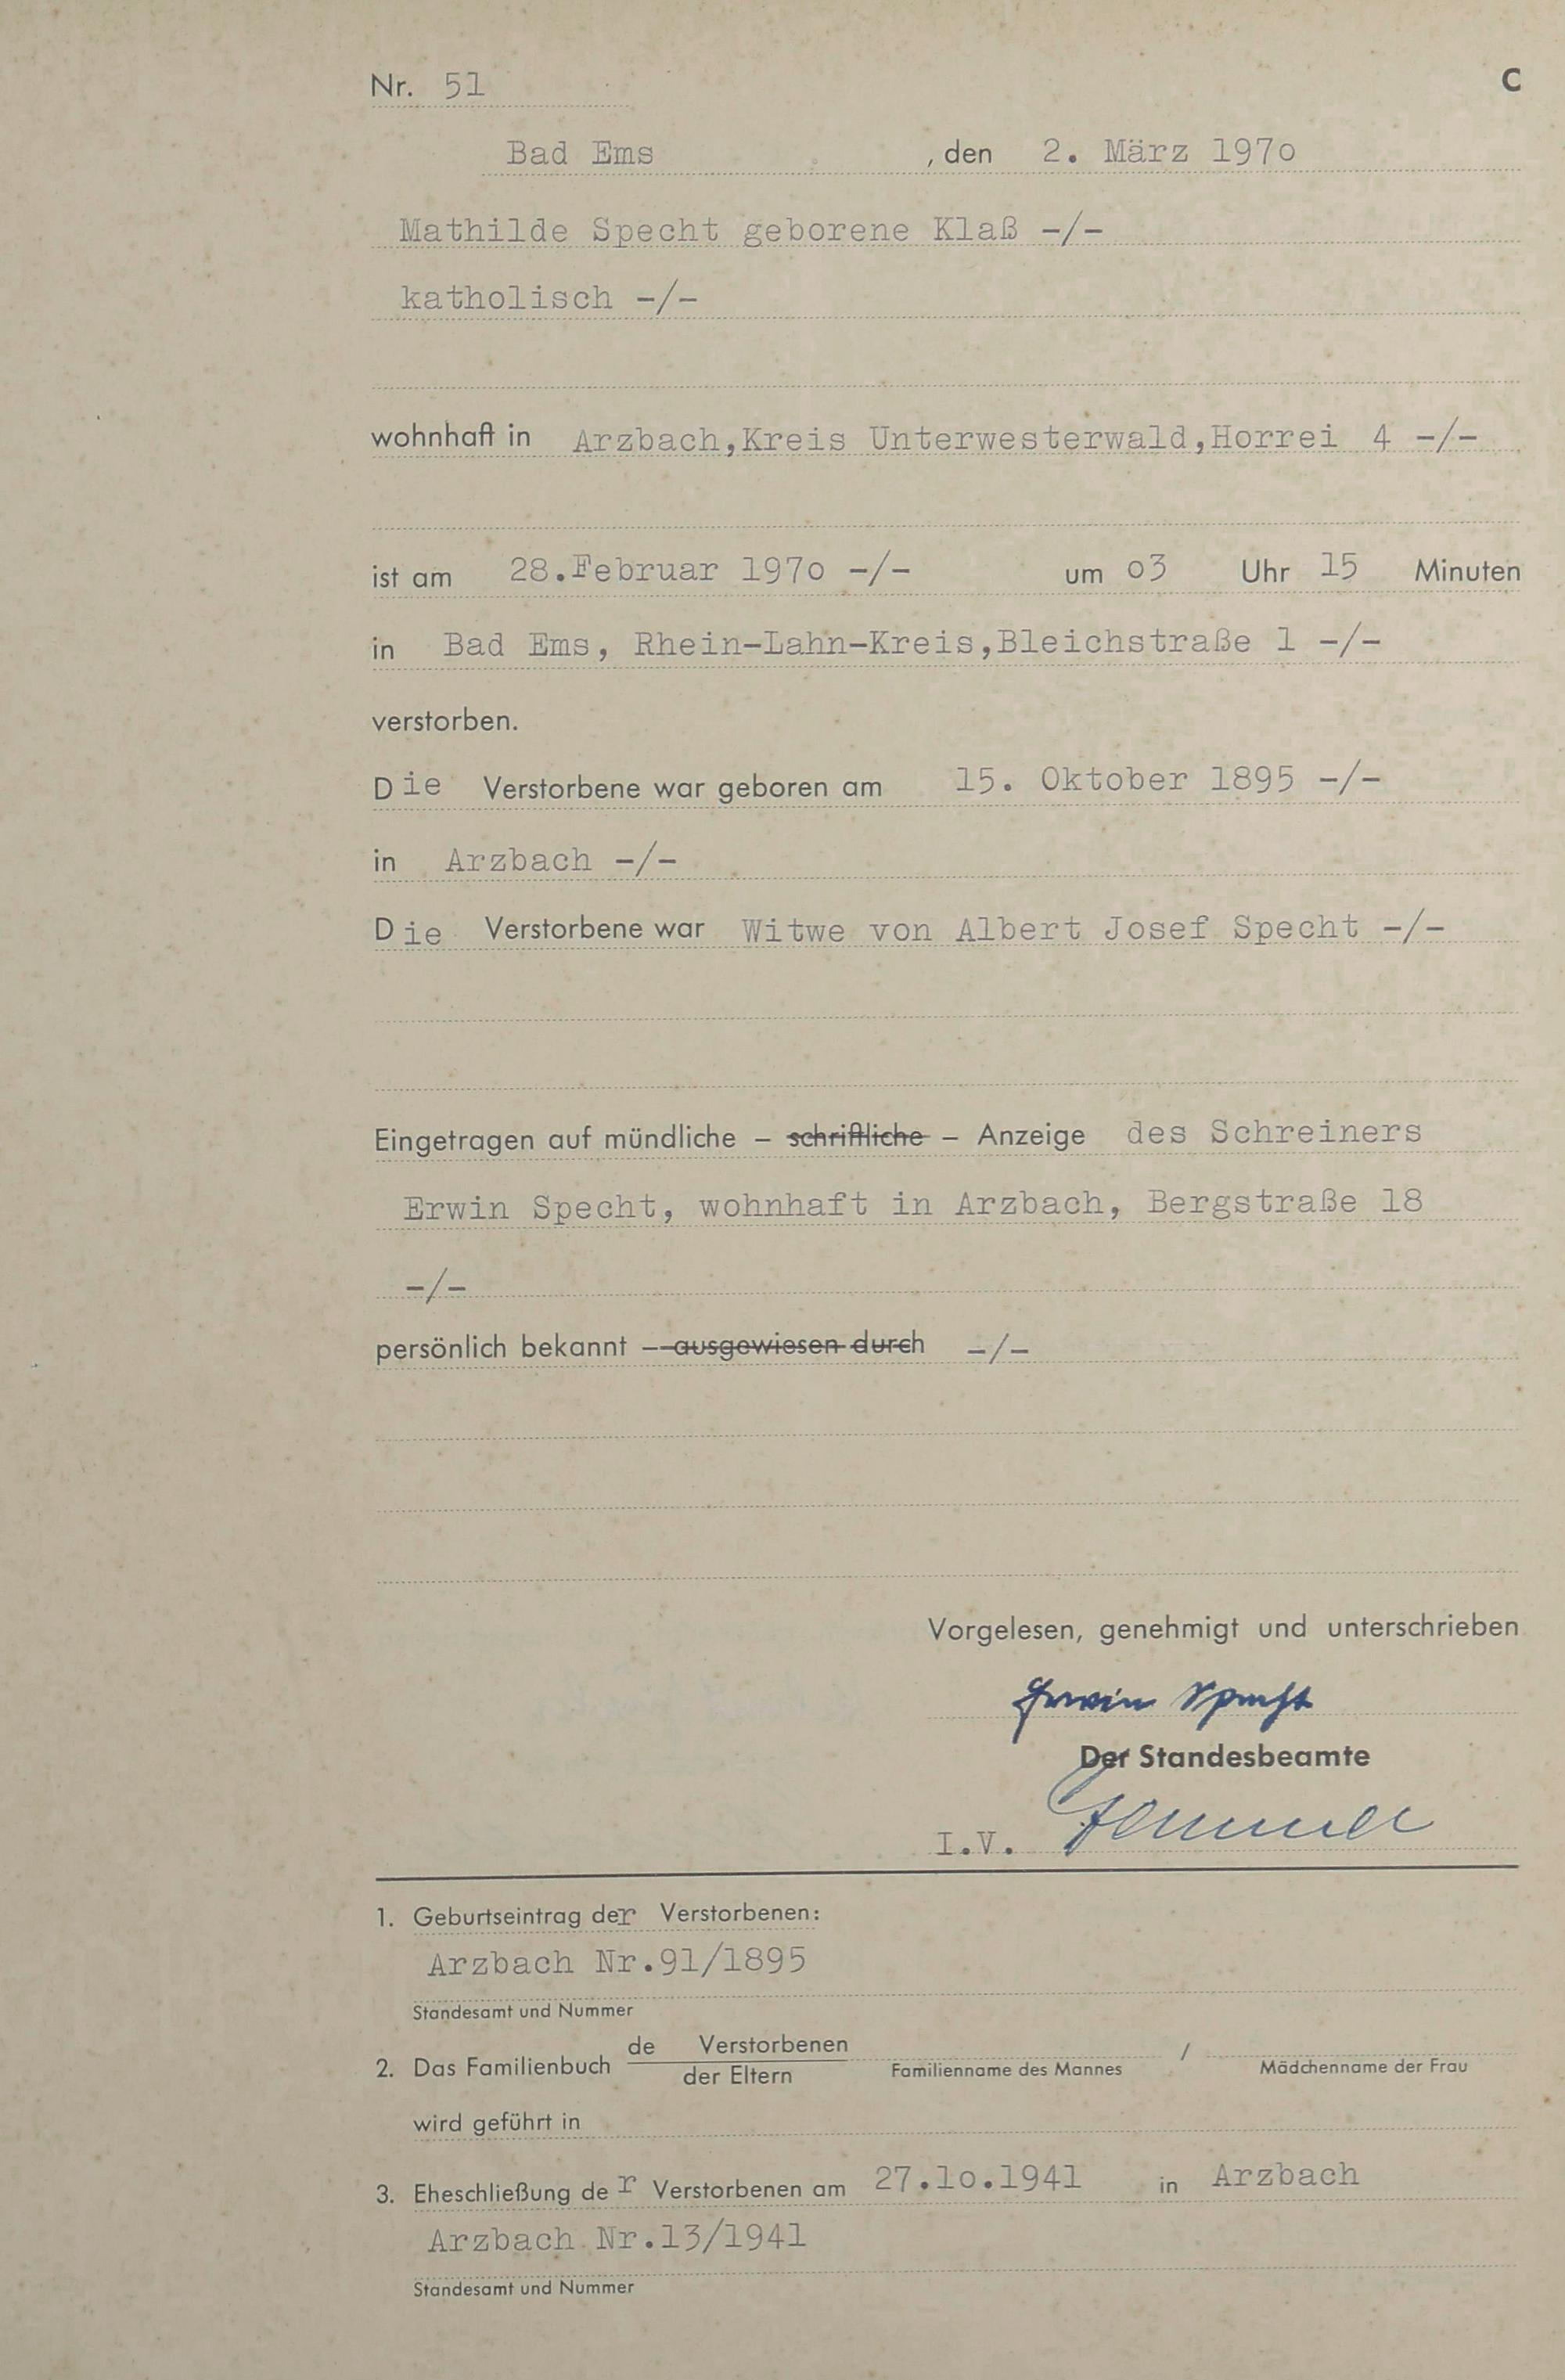 Nr. 51
C
Bad Ems , den 2. März 197o
Mathilde Specht geborene Klaß -/-
katholisch -/-
wohnhaft in Arzbach,Kreis Unterwesterwald,Horrei 4 -/-
ist am 28.Februar 197o -/- um o3 Uhr 15 Minuten
in Bad Ems, Rhein-Lahn-Kreis,Bleichstraße 1 -/-
verstorben.
Die Verstorbene war geboren am 15. Oktober 1895 -/-
in Arzbach -/-
Die Verstorbene war Witwe von Albert Josef Specht -/-
Eingetragen auf mündliche – schriftliche – Anzeige des Schreiners
Erwin Specht, wohnhaft in Arzbach, Bergstraße 18
-/-
persönlich bekannt – ausgewiesen durch -/-
Vorgelesen, genehmigt und unterschrieben
Erwin Specht
Der Standesbeamte
I.V.
1. Geburtseintrag der Verstorbenen:
Arzbach Nr.91/1895
Standesamt und Nummer
2. Das Familienbuch de Verstorbenen / 
der Eltern Familienname des Mannes Mädchenname der Frau
wird geführt in
3. Eheschließung der Verstorbenen am 27.1o.1941 in Arzbach
Arzbach Nr.13/1941
Standesamt und Nummer